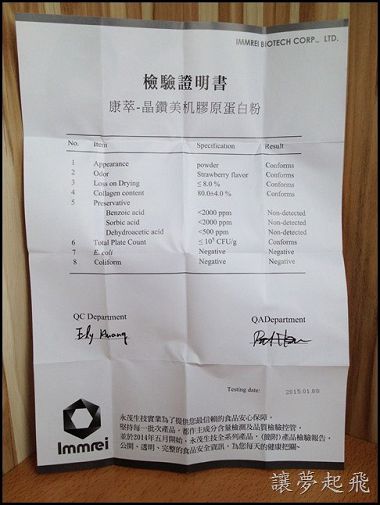 IMMREI BIOTECH CORP., LTD.
檢驗證明書
康萃-晶鑽美机膠原蛋白粉
No. Item Specification Result
1 Appearance powder Conforms
2 Odor Strawberry flavor Conforms
3 Loss on Drying ≤ 8.0 % Conforms
4 Collagen content 80.0±4.0 % Conforms
5 Preservative
Benzoic acid <2000 ppm Non-detected
Sorbic acid <2000 ppm Non-detected
Dehydroacetic acid <500 ppm Non-detected
6 Total Plate Count ≤ 10⁵ CFU/g Conforms
7 E. coli Negative Negative
8 Coliform Negative Negative
QC Department QADepartment
Testing date: 2015.01.
Immrei
永茂生技實業為了提供您最信賴的食品安心保障，
堅持每一批次產品，都作主成分含量檢測及品質檢驗控管，
並於2014年五月開始，永茂生技全系列產品，(髓附)產品檢驗報告，
公開、透明、完整的食品安全資訊，為您每天的健康把關~
讓夢起飛